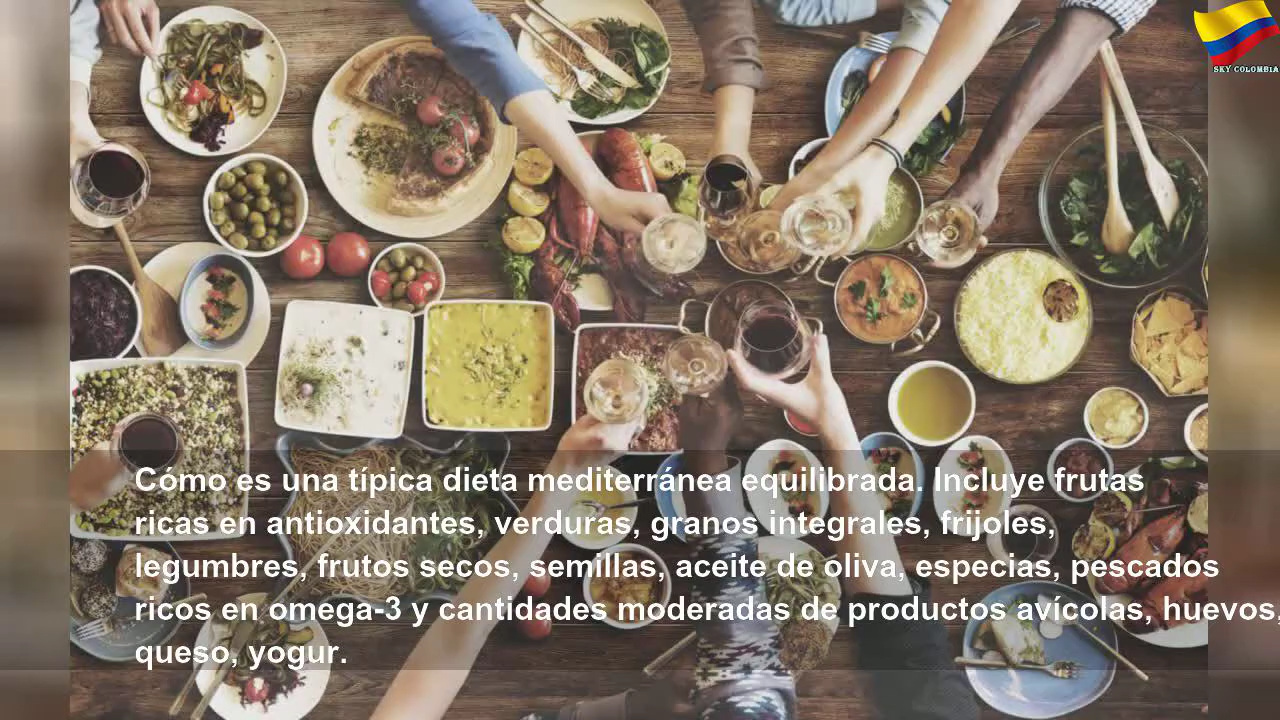 SKY COLOMBIA
Cómo es una típica dieta mediterránea equilibrada. Incluye frutas
ricas en antioxidantes, verduras, granos integrales, frijoles,
legumbres, frutos secos, semillas, aceite de oliva, especias, pescados
ricos en omega-3 y cantidades moderadas de productos avícolas, huevos,
queso, yogur.